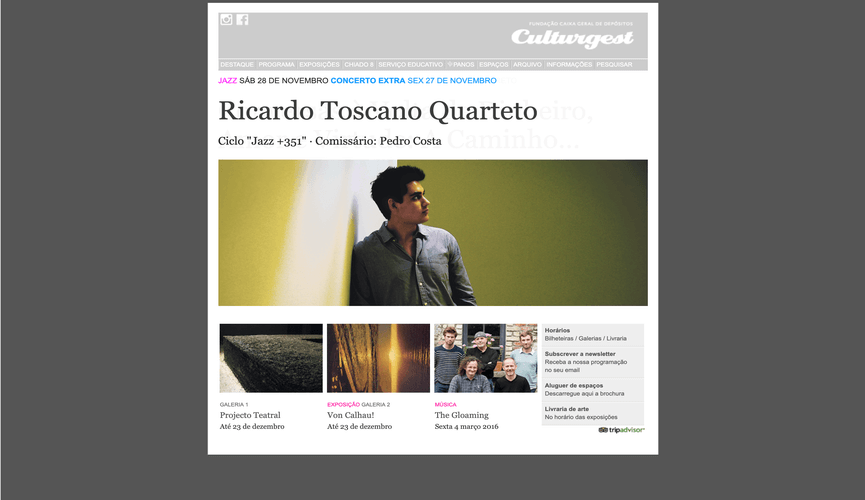 FUNDAÇÃO CAIXA GERAL DE DEPÓSITOS
Culturgest
DESTAQUE PROGRAMA EXPOSIÇÕES CHIADO 8 SERVIÇO EDUCATIVO PANOS ESPAÇOS ARQUIVO INFORMAÇÕES PESQUISAR
JAZZ SÁB 28 DE NOVEMBRO CONCERTO EXTRA SEX 27 DE NOVEMBRO
Ricardo Toscano Quarteto
Caminho...
Ciclo "Jazz +351" · Comissário: Pedro Costa
GALERIA 1
Projecto Teatral
Até 23 de dezembro
EXPOSIÇÃO GALERIA 2
Von Calhau!
Até 23 de dezembro
MÚSICA
The Gloaming
Sexta 4 março 2016
Horários
Bilheteiras / Galerias / Livraria
Subscrever a newsletter
Receba a nossa programação
no seu email
Aluguer de espaços
Descarregue aqui a brochura
Livraria de arte
No horário das exposições
tripadvisor